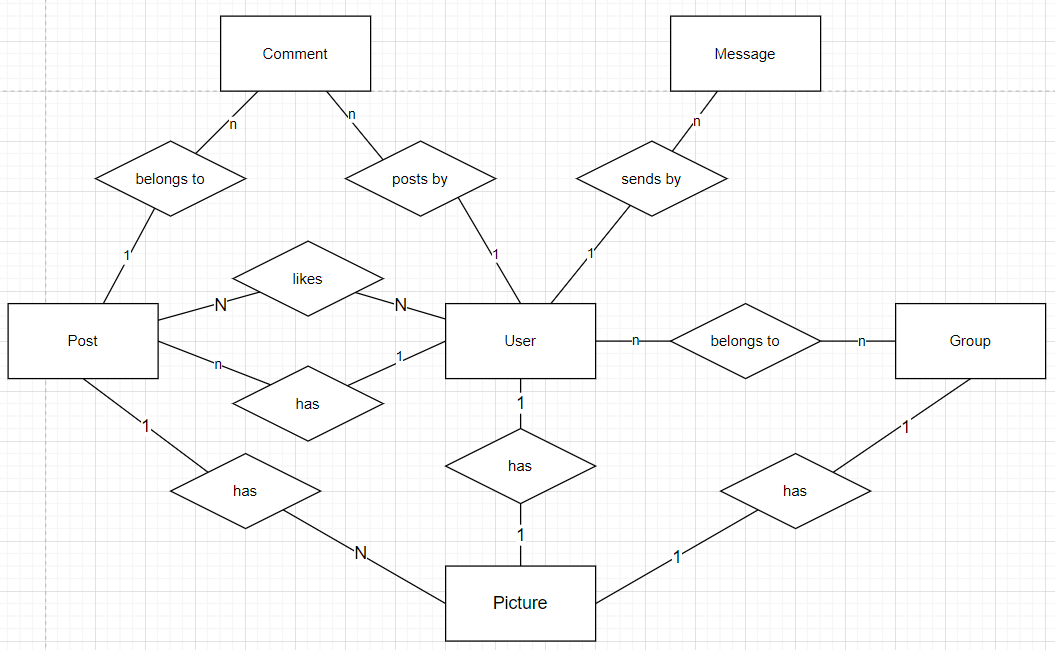 Comment
Message
n
n
n
belongs to
posts by
sends by
1
1
1
likes
N
N
Post
User
n
belongs to
n
Group
n
1
has
1
1
1
has
has
has
1
N
1
Picture